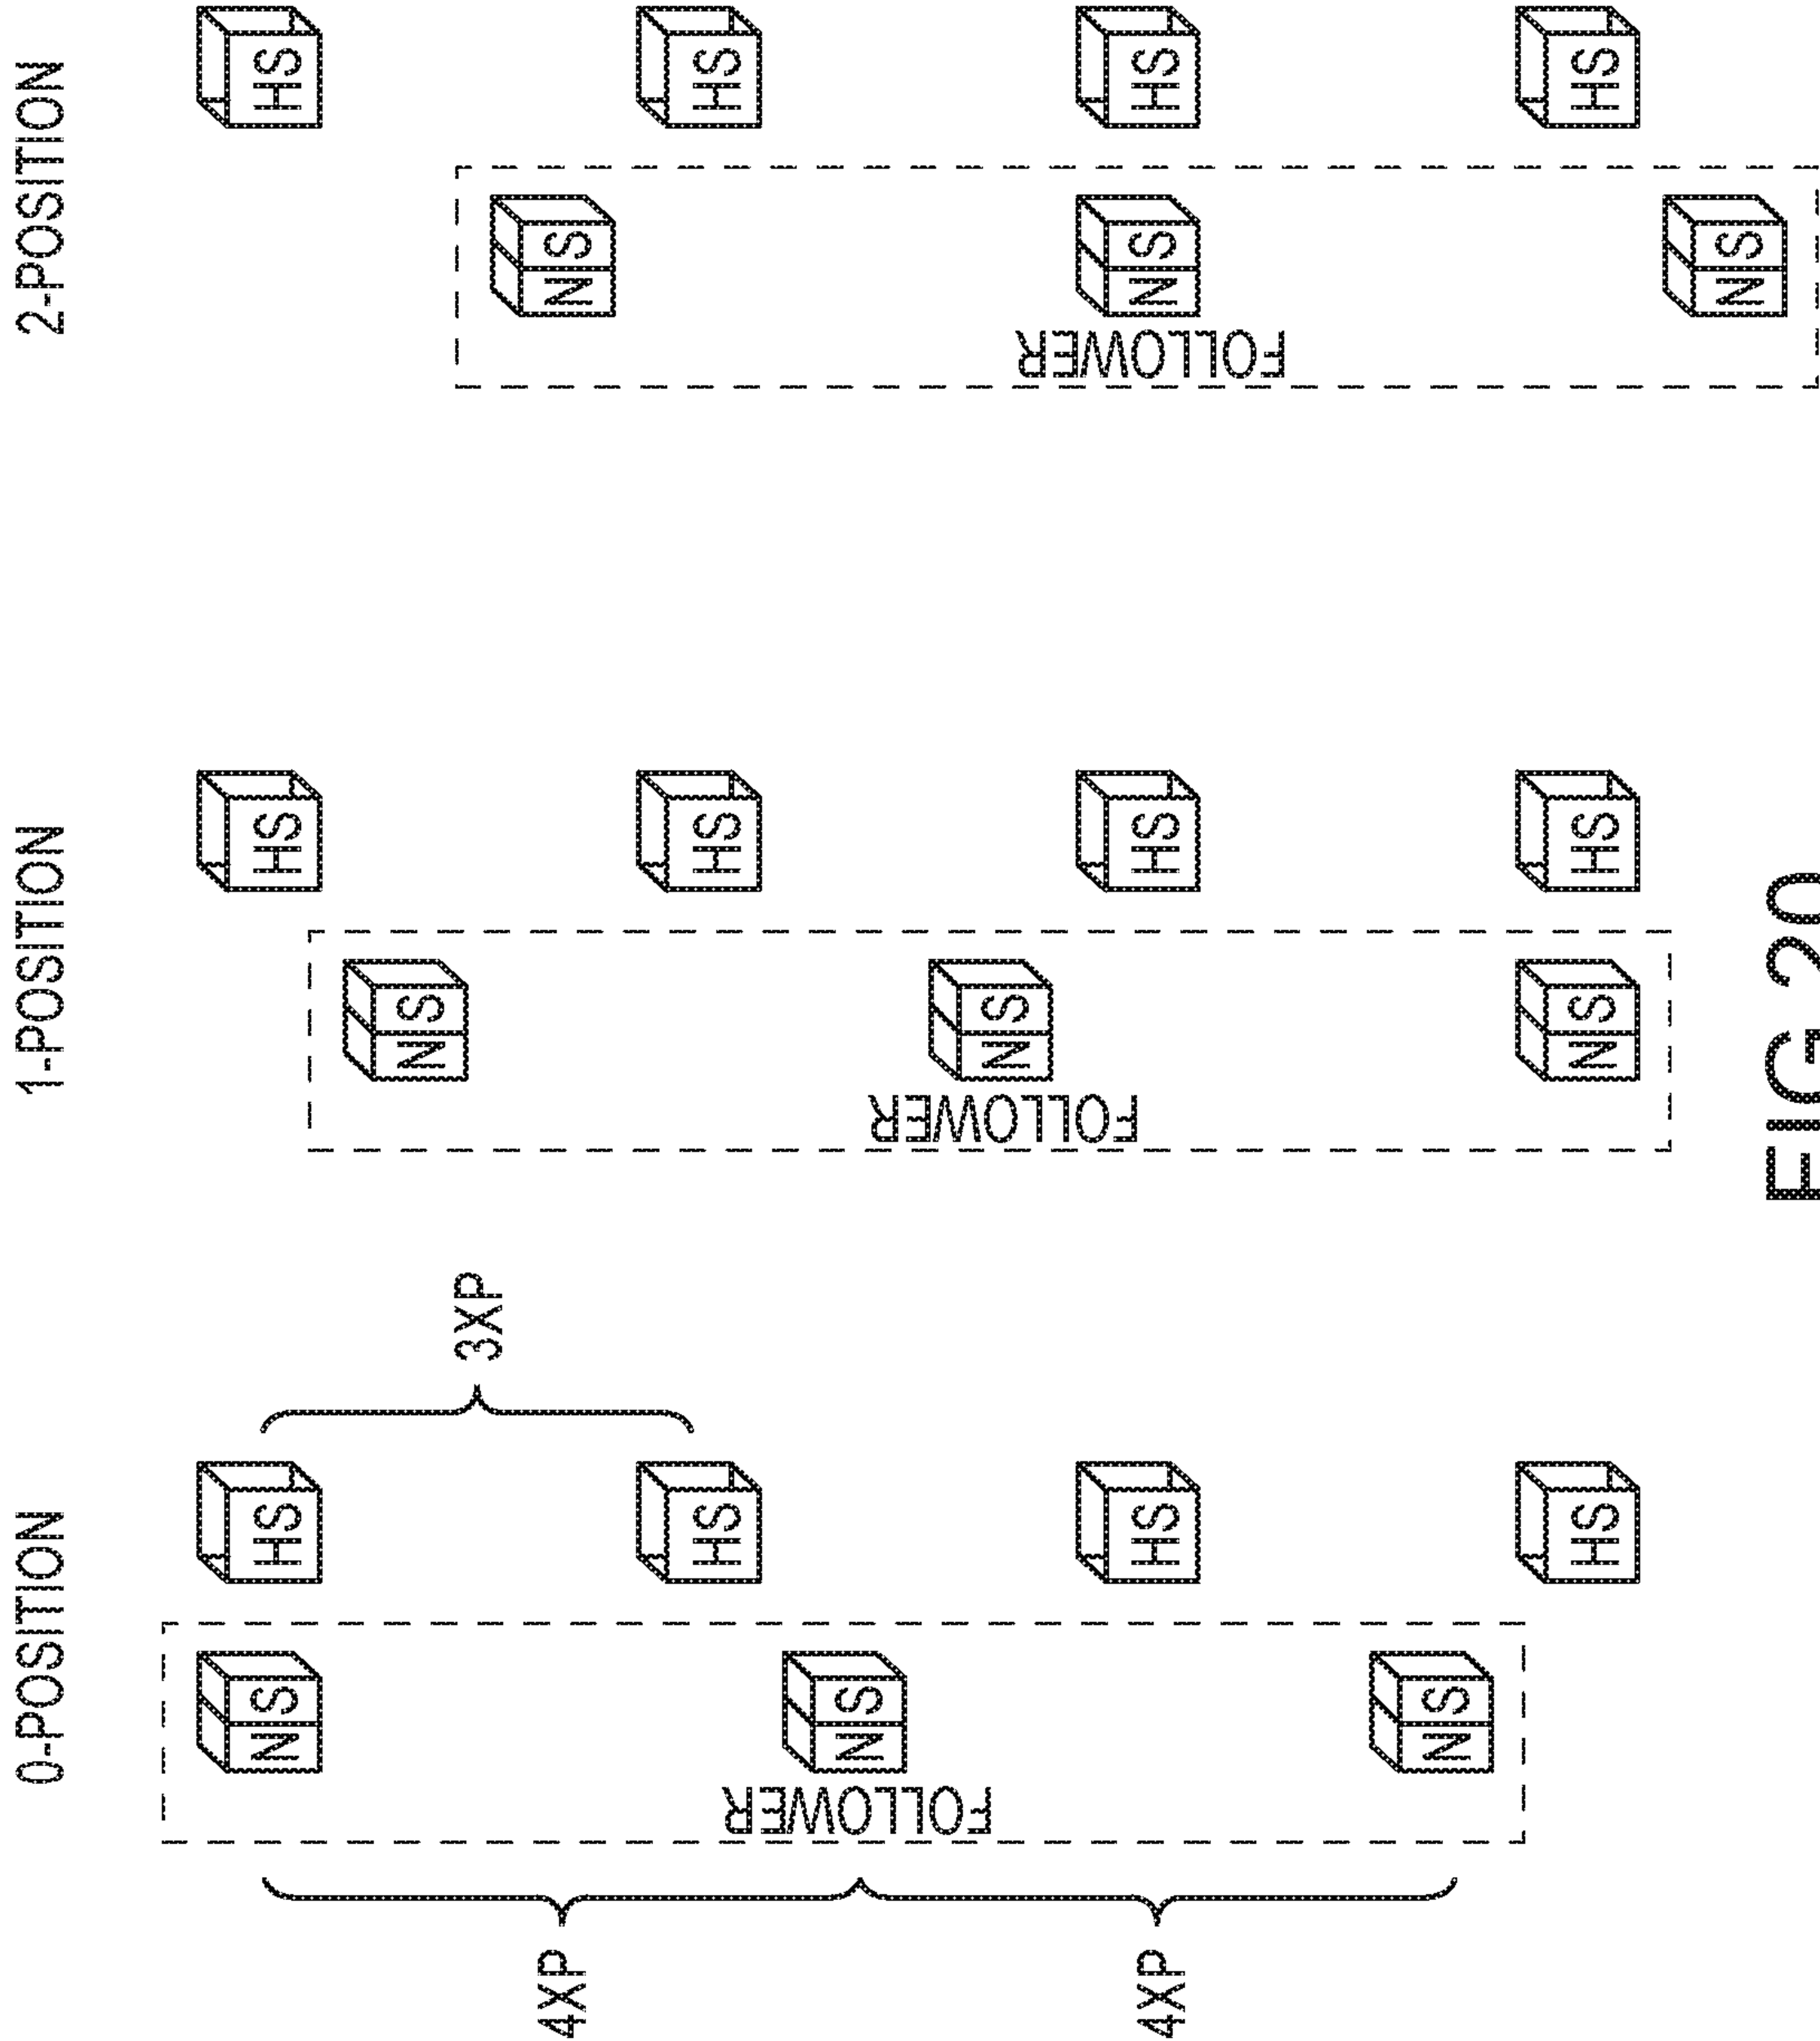 0-POSITION
4XP
4XP
FOLLOWER
N S
N S
N S
HS
HS
HS
HS
3XP
1-POSITION
FOLLOWER
N S
N S
N S
HS
HS
HS
HS
2-POSITION
FOLLOWER
N S
N S
N S
HS
HS
HS
HS
FIG 20